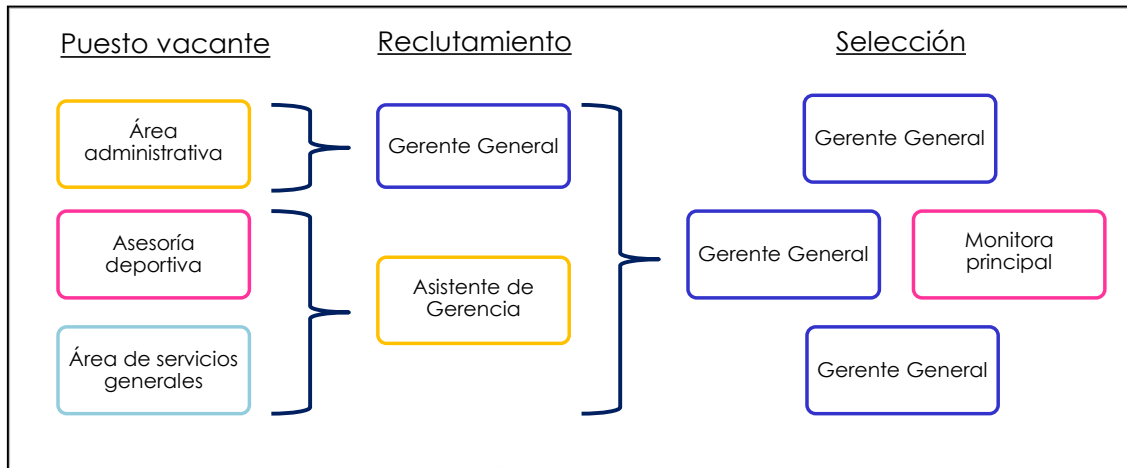 Puesto vacante
Reclutamiento
Selección
Área
administrativa
Gerente General
Gerente General
Asesoría
deportiva
Asistente de
Gerencia
Gerente General
Monitora
principal
Área de servicios
generales
Gerente General